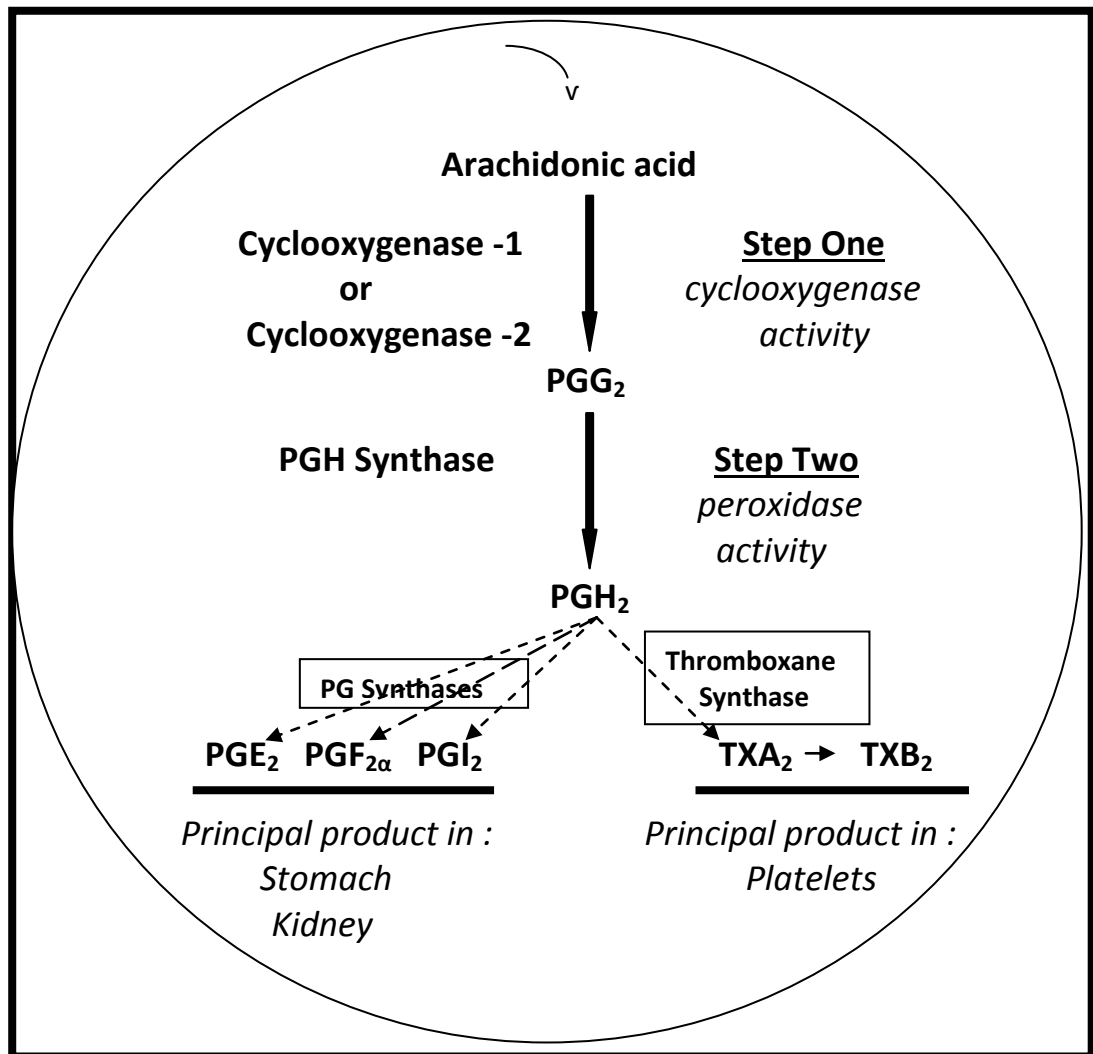 Arachidonic acid
Cyclooxygenase -1
or
Cyclooxygenase -2
Step One
cyclooxygenase
activity
PGG₂
PGH Synthase
Step Two
peroxidase
activity
PGH₂
PG Synthases
Thromboxane
Synthase
PGE₂ PGF₂α PGI₂
TXA₂ TXB₂
Principal product in :
Stomach
Kidney
Principal product in :
Platelets